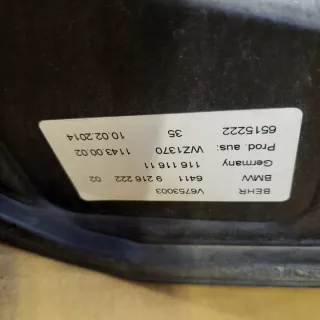 BEHR V6753003
BMW 6411 9 216 222 02
Germany 116 116 11
Prod. aus: WZ1370 1143.00.02
6515222 35 10.02.2014